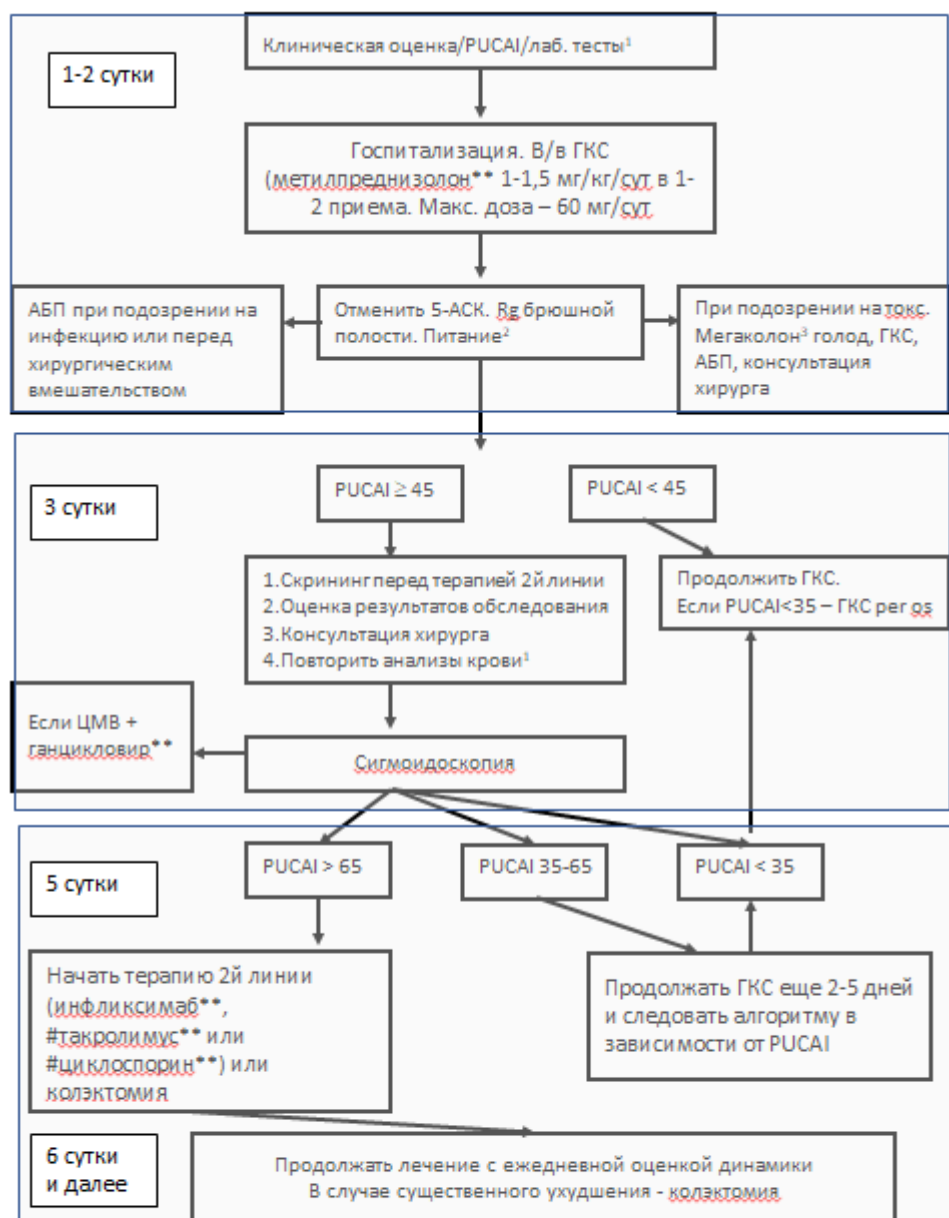 Клиническая оценка/PUCAI/лаб. тесты¹
1-2 сутки
Госпитализация. В/в ГКС
(метилпреднизолон** 1-1,5 мг/кг/сут в 1-
2 приема. Макс. доза – 60 мг/сут
АБП при подозрении на
инфекцию или перед
хирургическим
вмешательством
Отменить 5-АСК. Rg брюшной
полости. Питание²
При подозрении на токс.
Мегаколон³ голод, ГКС,
АБП, консультация
хирурга
3 сутки
PUCAI ≥ 45
PUCAI < 45
1.Скрининг перед терапией 2й линии
2.Оценка результатов обследования
3.Консультация хирурга
4.Повторить анализы крови¹
Продолжить ГКС.
Если PUCAI<35 – ГКС per os
Если ЦМВ +
ганцикловир**
Сигмоидоскопия
5 сутки
PUCAI > 65
PUCAI 35-65
PUCAI < 35
Начать терапию 2й линии
(инфликсимаб**,
#такролимус** или
#циклоспорин**) или
колэктомия
Продолжать ГКС еще 2-5 дней
и следовать алгоритму в
зависимости от PUCAI
6 сутки
и далее
Продолжать лечение с ежедневной оценкой динамики
В случае существенного ухудшения - колэктомия